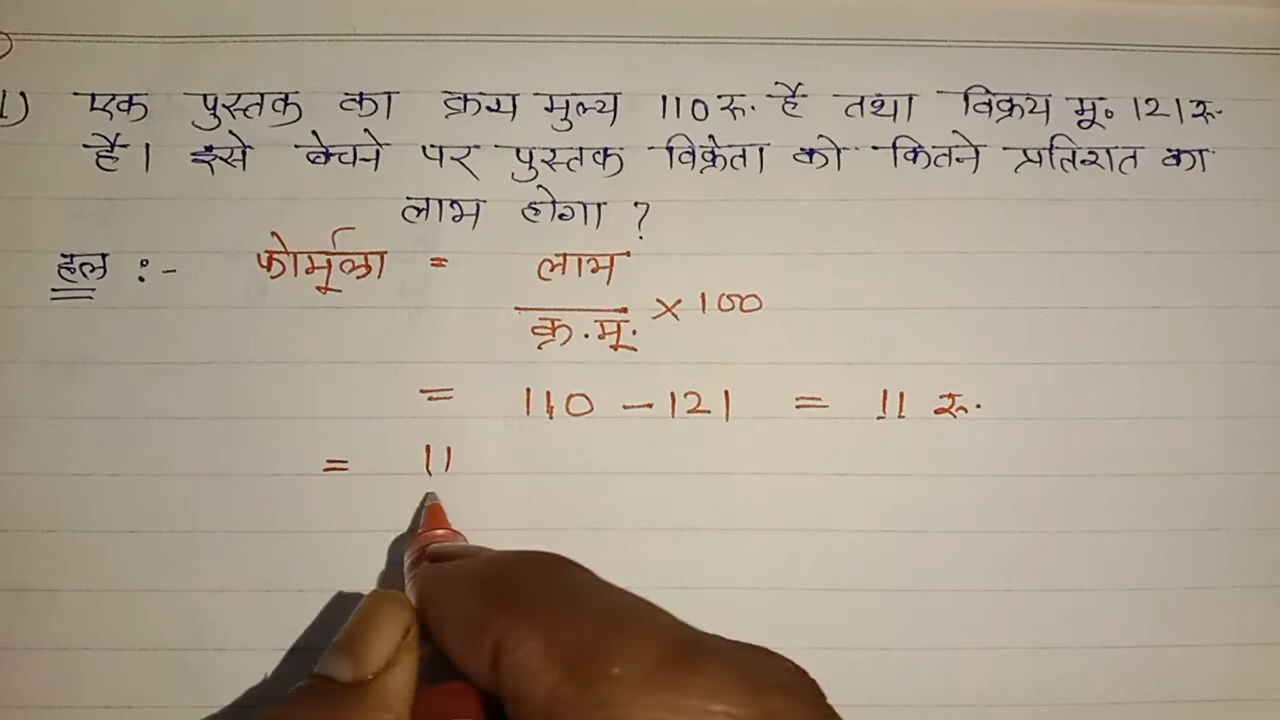 1) एक पुस्तक का क्रय मुल्य 110 रू. है तथा विक्रय मू. 121 रू.
है। इसे बेचने पर पुस्तक विक्रेता को कितने प्रतिशत का
लाभ होगा ?
हल :- फोर्मूला = लाभ
क्र.मू. × 100
= 110 - 121 = 11 रू.
= 11